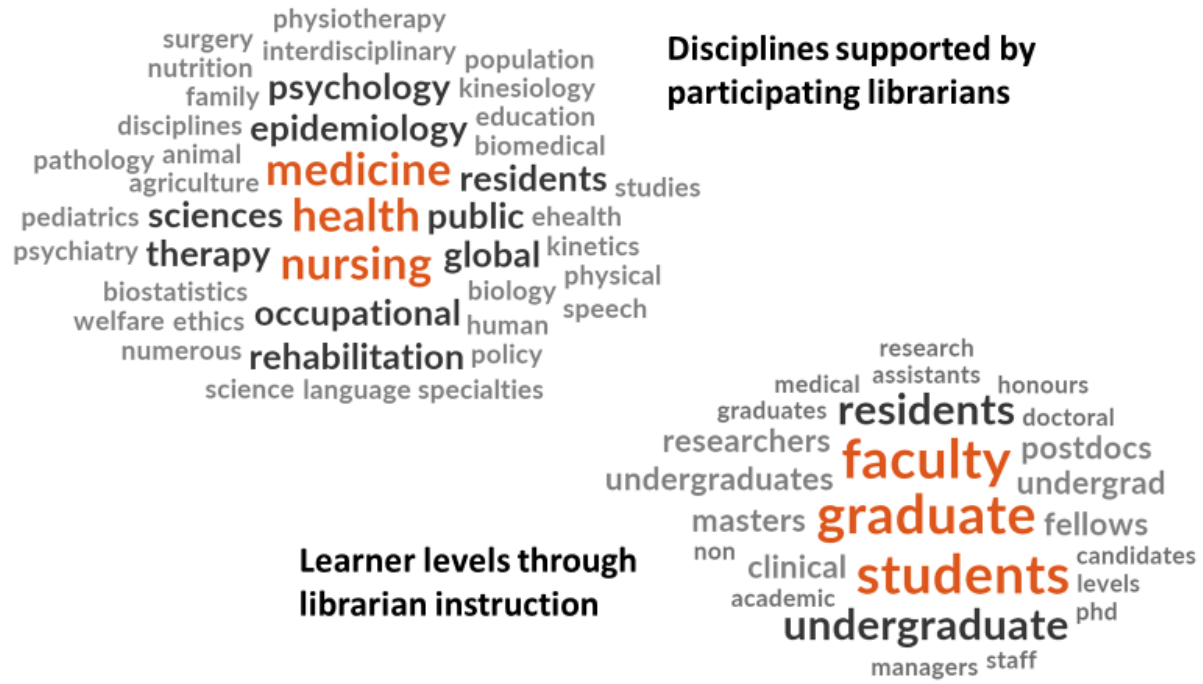 physiotherapy
surgery interdisciplinary population
nutrition psychology kinesiology
family
disciplines epidemiology education
biomedical
pathology animal medicine residents studies
agriculture
pediatrics sciences health public ehealth
psychiatry therapy nursing global kinetics
physical
biostatistics occupational biology speech
welfare ethics human
numerous rehabilitation policy
science language specialties
Disciplines supported by
participating librarians
Learner levels through
librarian instruction
research
medical assistants honours
graduates residents doctoral
researchers faculty postdocs
undergraduates undergrad
masters graduate fellows
non clinical students candidates
levels
academic phd
undergraduate
managers staff